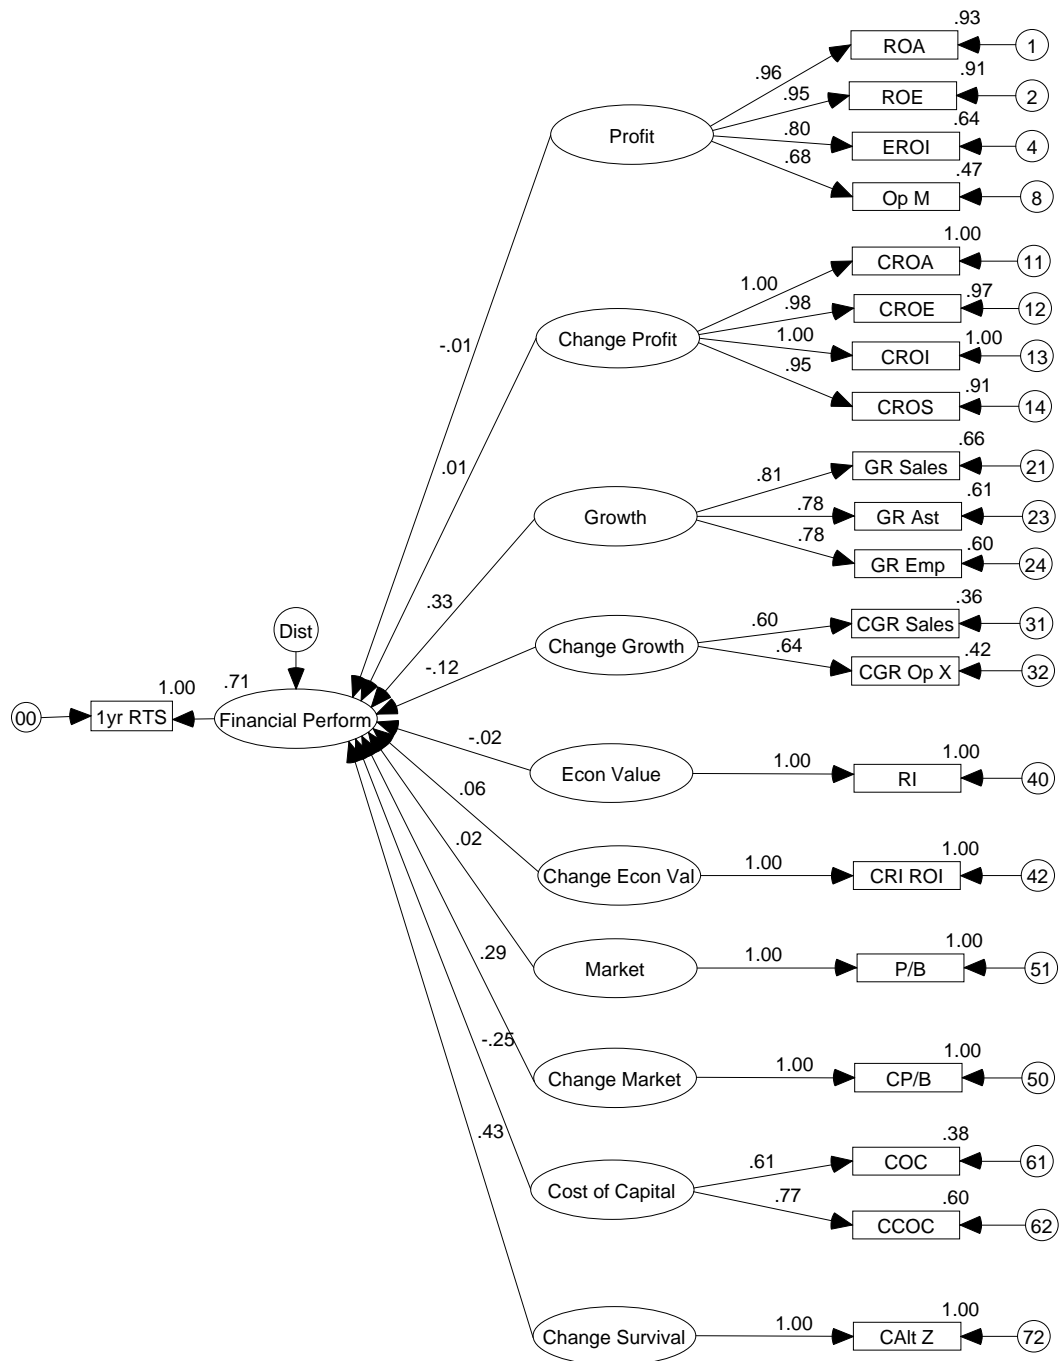 .93
ROA
1
.96
.91
ROE
2
.95
Profit
.64
EROI
4
.80
.47
Op M
8
.68
1.00
CROA
11
1.00
.97
CROE
12
.98
Change Profit
1.00
CROI
13
1.00
.91
CROS
14
.95
-.01
.01
.66
GR Sales
21
.81
.61
GR Ast
23
.78
Growth
.60
GR Emp
24
.78
.33
.36
CGR Sales
31
.60
Change Growth
.42
CGR Op X
32
.64
-.12
Dist
.71
1.00
00
1yr RTS
Financial Perform
-.02
Econ Value
1.00
1.00
RI
40
.06
Change Econ Val
1.00
1.00
CRI ROI
42
.02
Market
1.00
1.00
P/B
51
.29
Change Market
1.00
1.00
CP/B
50
-.25
Cost of Capital
.61
.38
COC
61
.77
.60
CCOC
62
.43
Change Survival
1.00
1.00
CAlt Z
72